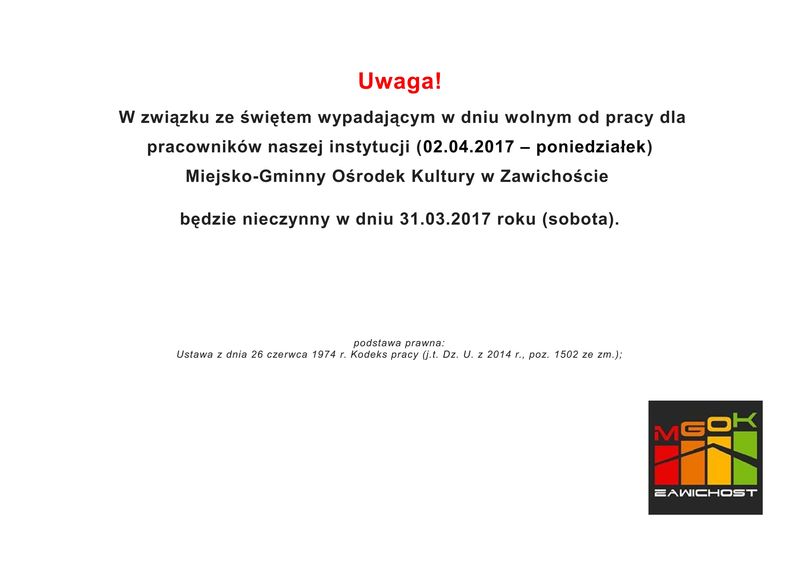 Uwaga!
W związku ze świętem wypadającym w dniu wolnym od pracy dla
pracowników naszej instytucji (02.04.2017 – poniedziałek)
Miejsko-Gminny Ośrodek Kultury w Zawichoście
będzie nieczynny w dniu 31.03.2017 roku (sobota).
podstawa prawna:
Ustawa z dnia 26 czerwca 1974 r. Kodeks pracy (j.t. Dz. U. z 2014 r., poz. 1502 ze zm.);
MGOK
ZAWICHOST